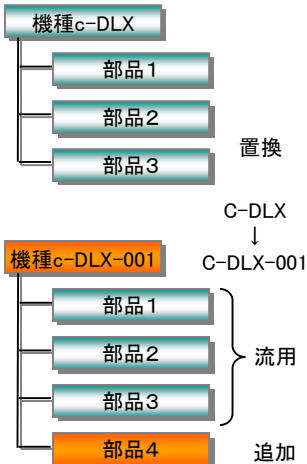 機種c-DLX
部品1
部品2
部品3
置換
C-DLX
↓
C-DLX-001
機種c-DLX-001
部品1
部品2
部品3
流用
部品4
追加